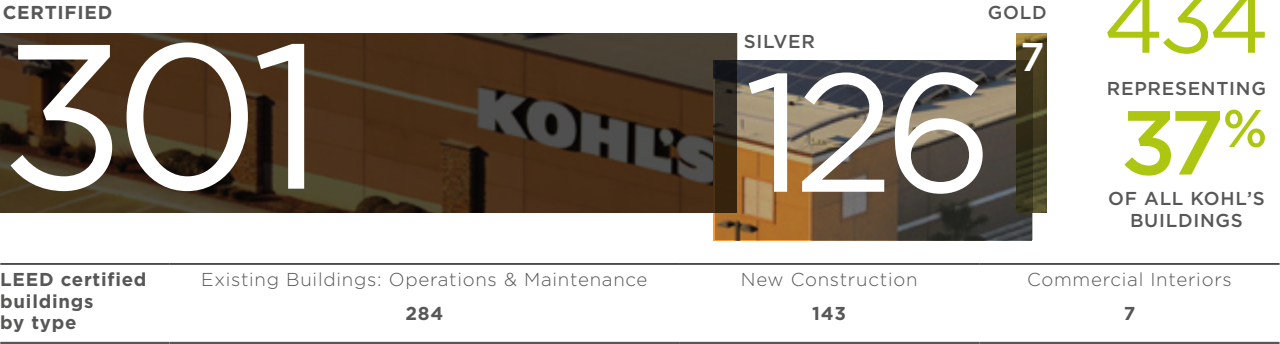 CERTIFIED
301
KOHL'S
SILVER
126
GOLD
7
434
REPRESENTING
37%
OF ALL KOHL'S
BUILDINGS
LEED certified
buildings
by type
Existing Buildings: Operations & Maintenance
284
New Construction
143
Commercial Interiors
7